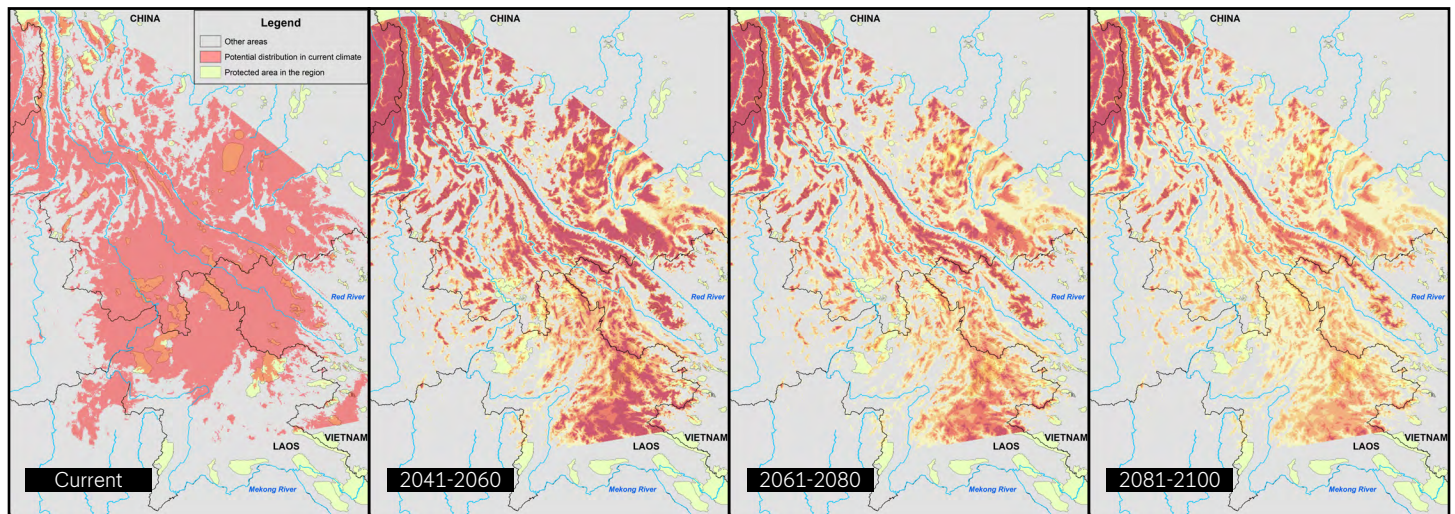 CHINA
Legend
Other areas
Potential distribution in current climate
Protected area in the region
Red River
VIETNAM
LAOS
Mekong River
Current
CHINA
Red River
VIETNAM
LAOS
Mekong River
2041-2060
CHINA
Red River
VIETNAM
LAOS
Mekong River
2061-2080
CHINA
Red River
VIETNAM
LAOS
Mekong River
2081-2100